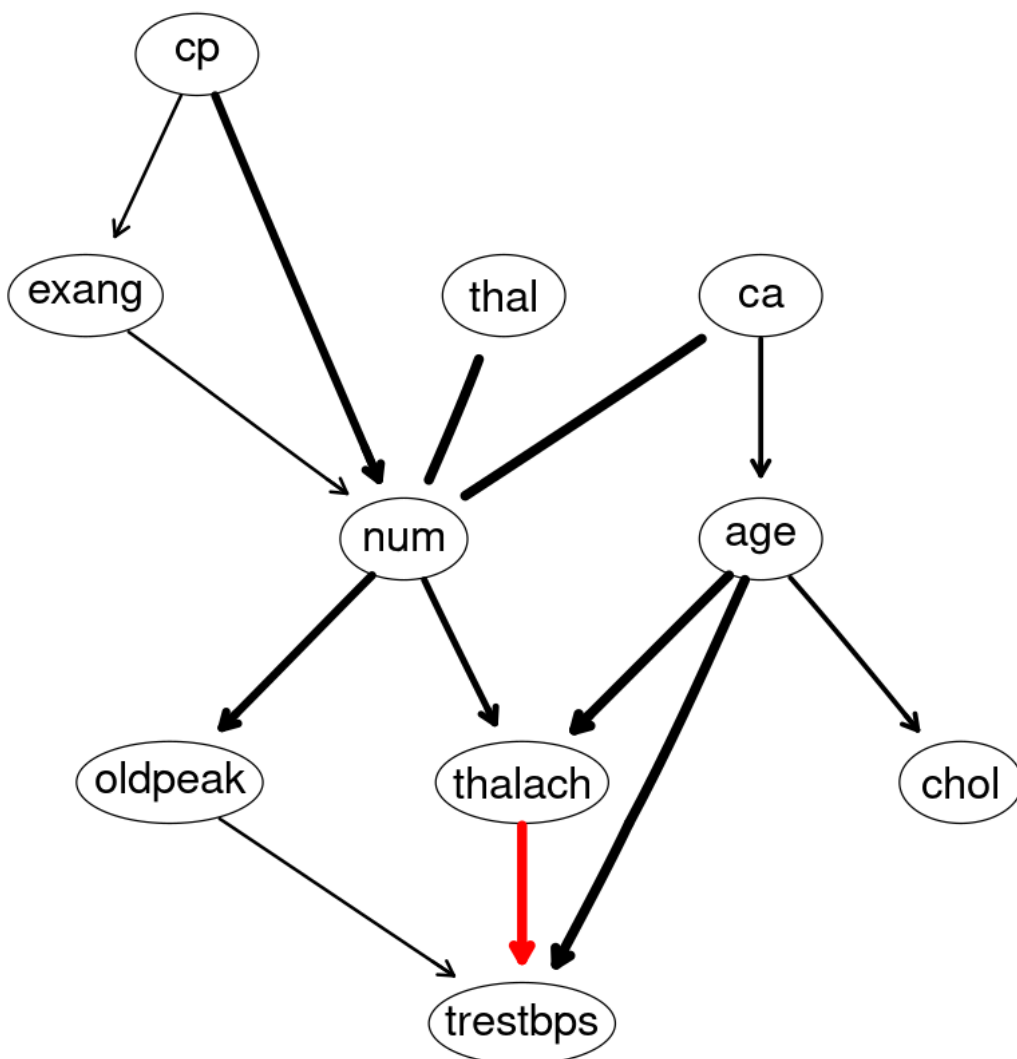 cp
exang
thal
ca
num
age
oldpeak
thalach
chol
trestbps